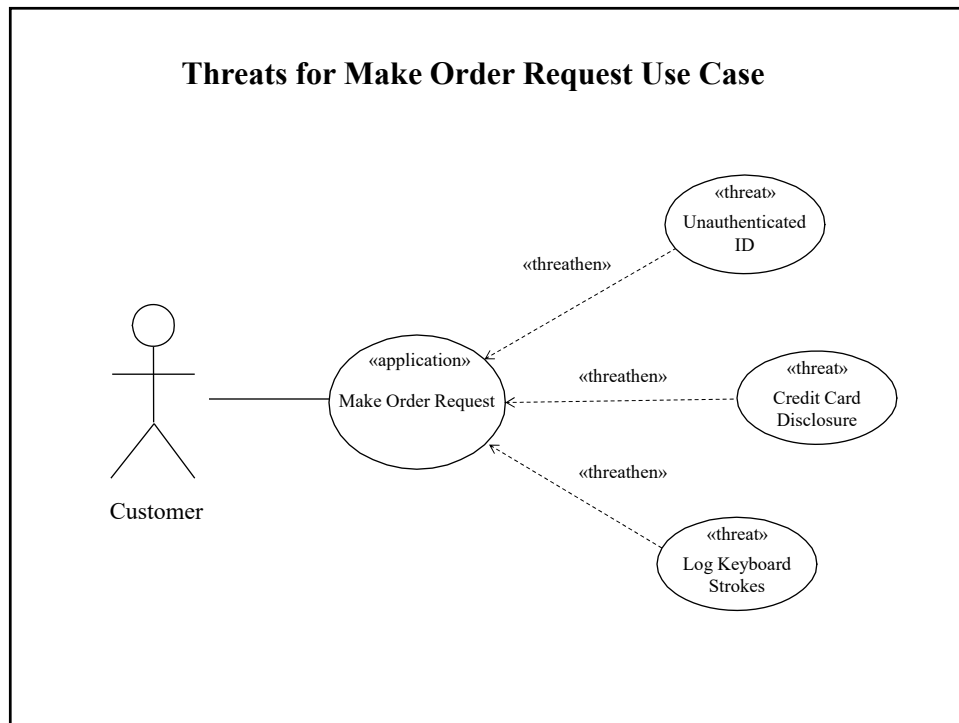 Threats for Make Order Request Use Case
«threat»
Unauthenticated
ID
«threathen»
«application»
Make Order Request
«threathen»
«threat»
Credit Card
Disclosure
«threathen»
Customer
«threat»
Log Keyboard
Strokes